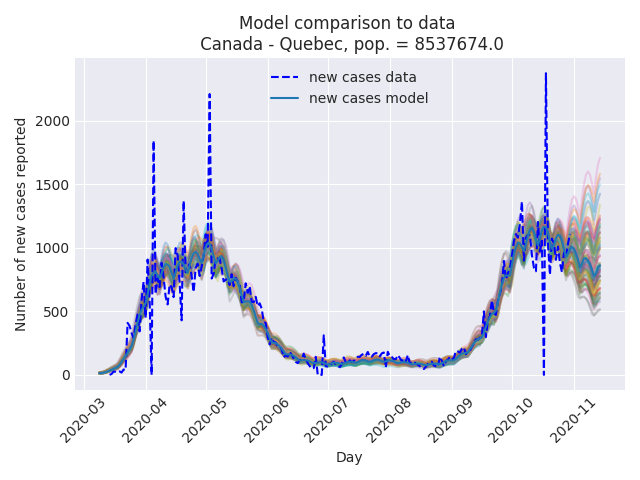 Model comparison to data
Canada - Quebec, pop. = 8537674.0
new cases data
new cases model
Number of new cases reported
2000
1500
1000
500
0
2020-03
2020-04
2020-05
2020-06
2020-07
2020-08
2020-09
2020-10
2020-11
Day